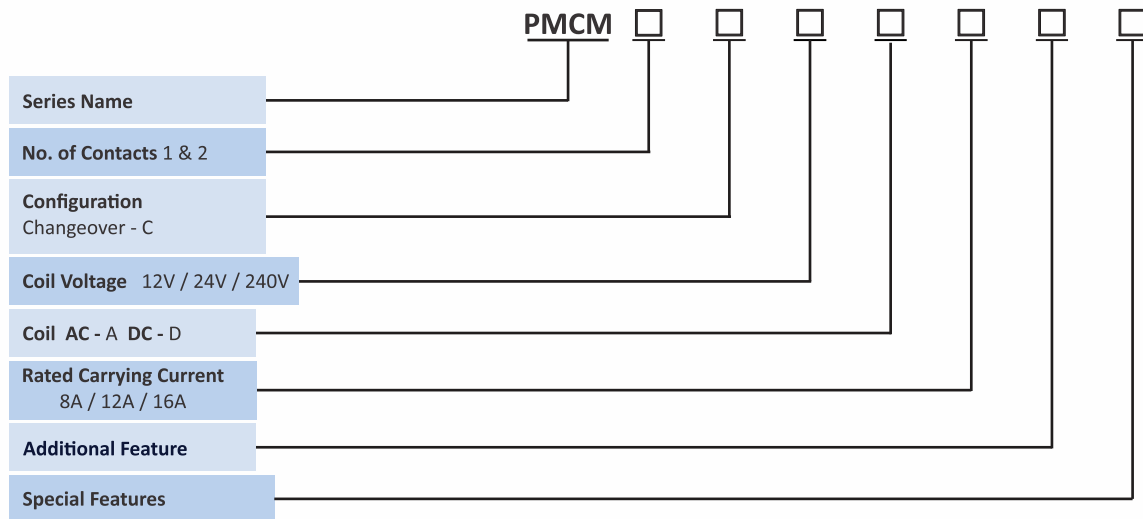 PMCM
Series Name
No. of Contacts 1 & 2
Configuration
Changeover - C
Coil Voltage 12V / 24V / 240V
Coil AC - A DC - D
Rated Carrying Current
8A / 12A / 16A
Additional Feature
Special Features